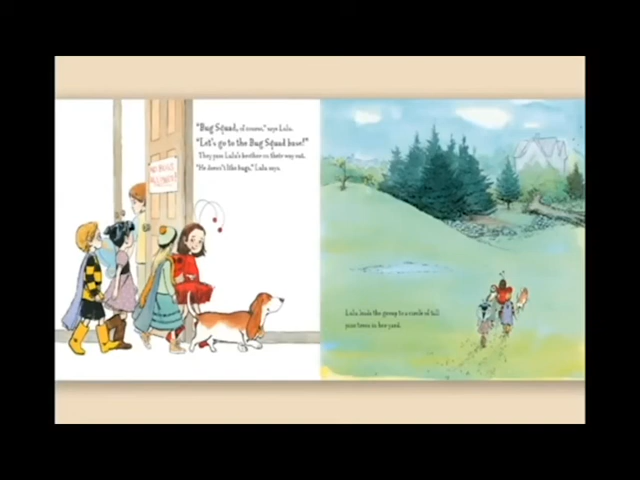 "Bug Squad, of course," says Lulu.
"Let's go to the Bug Squad base!"
They pass Lulu's brother on their way out.
"He doesn't like bugs," Lulu says.
NO BUGS
ALLOWED!
Lulu leads the group to a circle of tall
pine trees in her yard.